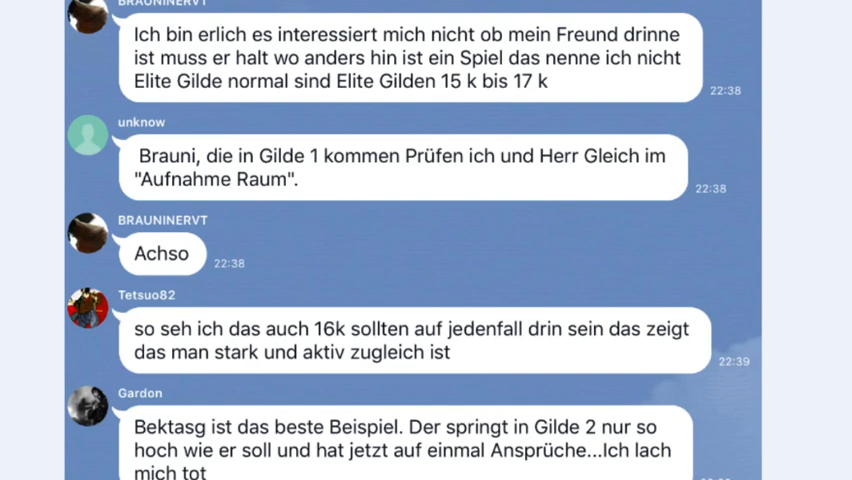 BRAUNINERVT
Ich bin erlich es interessiert mich nicht ob mein Freund drinne
ist muss er halt wo anders hin ist ein Spiel das nenne ich nicht
Elite Gilde normal sind Elite Gilden 15 k bis 17 k
22:38
unknow
Brauni, die in Gilde 1 kommen Prüfen ich und Herr Gleich im
"Aufnahme Raum".
22:38
BRAUNINERVT
Achso
22:38
Tetsuo82
so seh ich das auch 16k sollten auf jedenfall drin sein das zeigt
das man stark und aktiv zugleich ist
22:39
Gardon
Bektasg ist das beste Beispiel. Der springt in Gilde 2 nur so
hoch wie er soll und hat jetzt auf einmal Ansprüche...Ich lach
mich tot